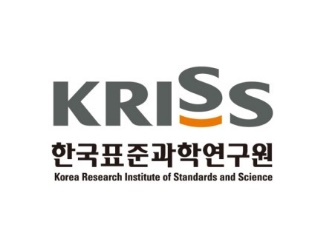 KRISS
한국표준과학연구원
Korea Research Institute of Standards and Science